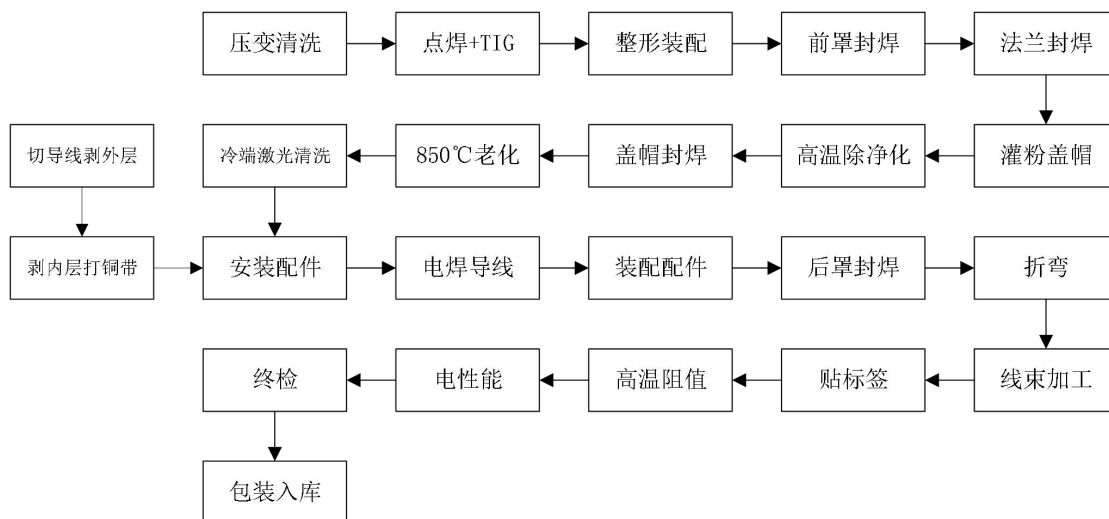 压变清洗
点焊+TIG
整形装配
前罩封焊
法兰封焊
切导线剥外层
冷端激光清洗
850℃老化
盖帽封焊
高温除净化
灌粉盖帽
剥内层打铜带
安装配件
电焊导线
装配配件
后罩封焊
折弯
终检
电性能
高温阻值
贴标签
线束加工
包装入库